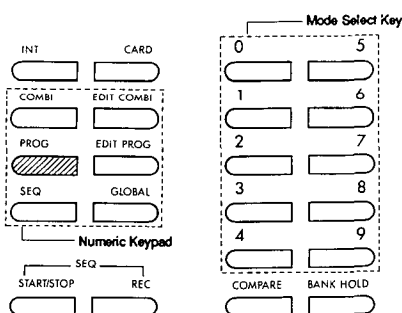 Mode Select Key
INT CARD
0 5
COMBI EDIT COMBI
1 6
PROG EDIT PROG
2 7
SEQ GLOBAL
3 8
Numeric Keypad
4 9
SEQ
START/STOP REC
COMPARE BANK HOLD